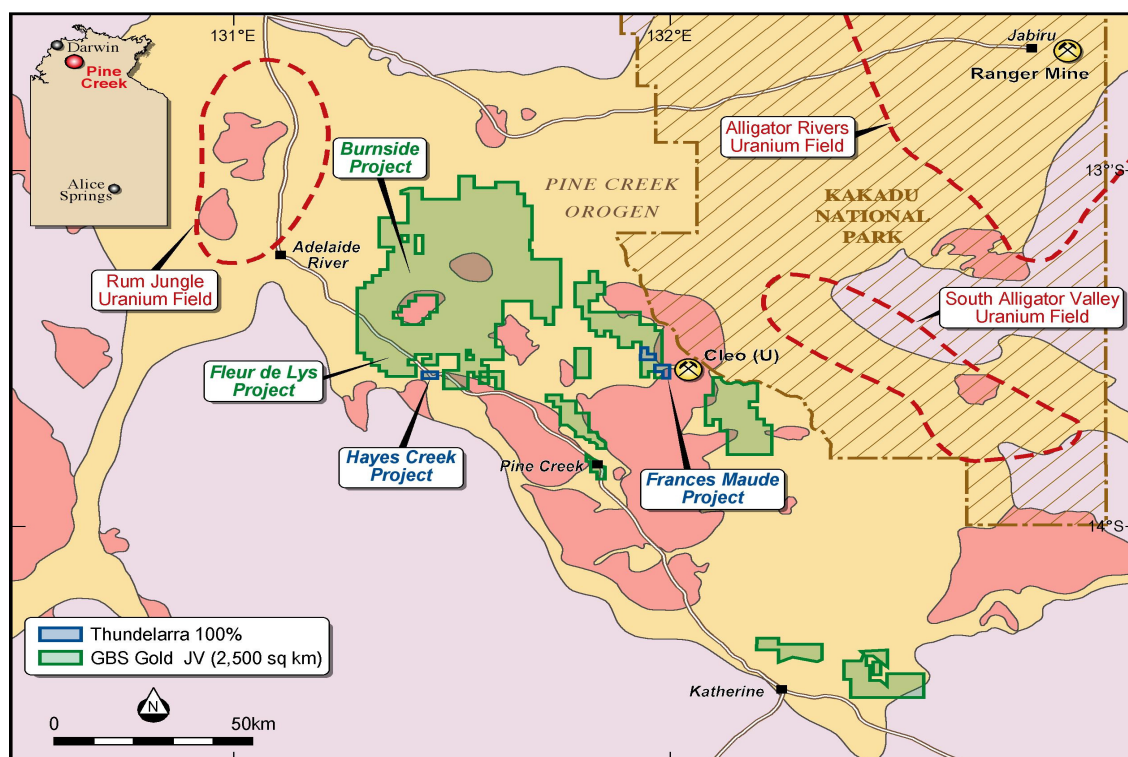 131°E
132°E
Darwin
Pine
Creek
Alice
Springs
Jabiru
Ranger Mine
Burnside
Project
Alligator Rivers
Uranium Field
13°S
PINE CREEK
OROGEN
KAKADU
NATIONAL
PARK
Adelaide
River
Rum Jungle
Uranium Field
South Alligator Valley
Uranium Field
Cleo (U)
Fleur de Lys
Project
Hayes Creek
Project
Pine Creek
Frances Maude
Project
14°S
Thundelarra 100%
GBS Gold JV (2,500 sq km)
Katherine
N
0
50km